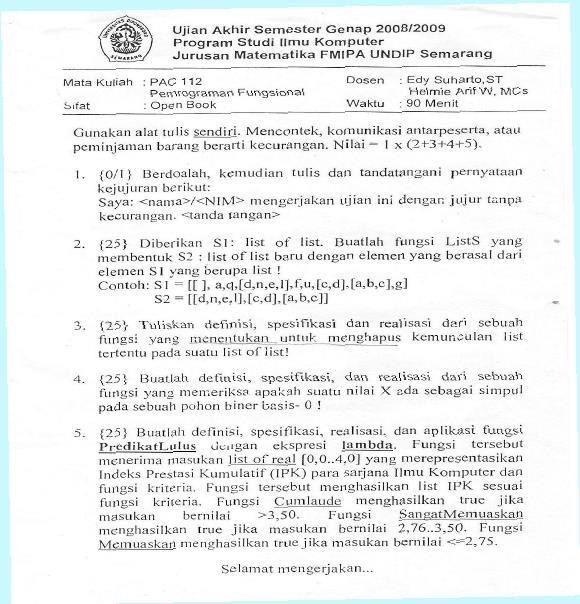 Ujian Akhir Semester Genap 2008/2009
Program Studi Ilmu Komputer
Jurusan Matematika FMIPA UNDIP Semarang
SEMARANG
Mata Kuliah : PAC 112 Dosen : Edy Suharto,ST
Pemrograman Fungsional Helmie Arif W, MCs
Sifat : Open Book Waktu : 90 Menit
Gunakan alat tulis sendiri. Mencontek, komunikasi antarpeserta, atau
peminjaman barang berarti kecurangan. Nilai = 1 x (2+3+4+5).
1. {0/1} Berdoalah, kemudian tulis dan tandatangani pernyataan
kejujuran berikut:
Saya: <nama>/<NIM> mengerjakan ujian ini dengan jujur tanpa
kecurangan. <tanda tangan>
2. {25} Diberikan S1: list of list. Buatlah fungsi ListS yang
membentuk S2 : list of list baru dengan elemen yang berasal dari
elemen S1 yang berupa list !
Contoh: S1 = [[ ], a,q,[d,n,e,l],f,u,[c,d],[a,b,c],g]
S2 = [[d,n,e,l],[c,d],[a,b,c]]
3. {25} Tuliskan definisi, spesifikasi dan realisasi dari sebuah
fungsi yang menentukan untuk menghapus kemunculan list
tertentu pada suatu list of list!
4. {25} Buatlah definisi, spesifikasi, dan realisasi dari sebuah
fungsi yang memeriksa apakah suatu nilai X ada sebagai simpul
pada sebuah pohon biner basis- 0 !
5. {25} Buatlah definisi, spesifikasi, realisasi, dan aplikasi fungsi
PredikatLulus dengan ekspresi lambda. Fungsi tersebut
menerima masukan list of real [0,0..4,0] yang merepresentasikan
Indeks Prestasi Kumulatif (IPK) para sarjana Ilmu Komputer dan
fungsi kriteria. Fungsi tersebut menghasilkan list IPK sesuai
fungsi kriteria. Fungsi Cumlaude menghasilkan true jika
masukan bernilai >3,50. Fungsi SangatMemuaskan
menghasilkan true jika masukan bernilai 2,76..3,50. Fungsi
Memuaskan menghasilkan true jika masukan bernilai <=2,75.
Selamat mengerjakan...